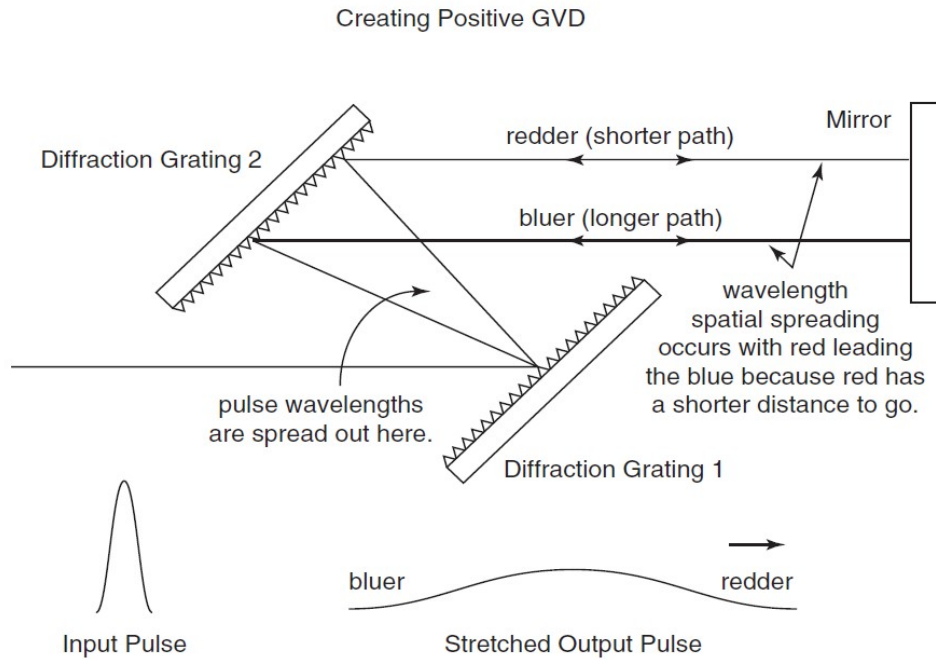 Creating Positive GVD
Mirror
redder (shorter path)
Diffraction Grating 2
bluer (longer path)
wavelength
spatial spreading
occurs with red leading
the blue because red has
a shorter distance to go.
pulse wavelengths
are spread out here.
Diffraction Grating 1
bluer
redder
Input Pulse
Stretched Output Pulse